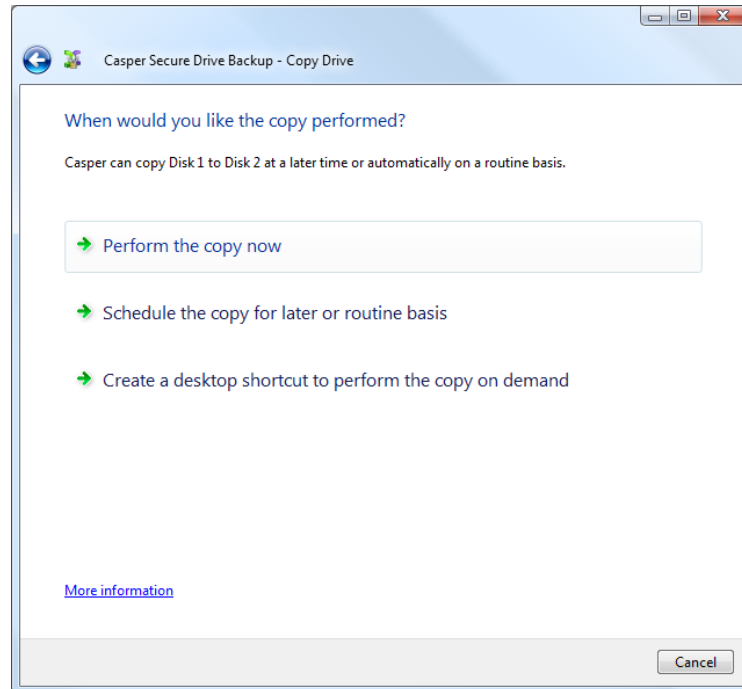 Casper Secure Drive Backup - Copy Drive
When would you like the copy performed?
Casper can copy Disk 1 to Disk 2 at a later time or automatically on a routine basis.
Perform the copy now
Schedule the copy for later or routine basis
Create a desktop shortcut to perform the copy on demand
More information
Cancel